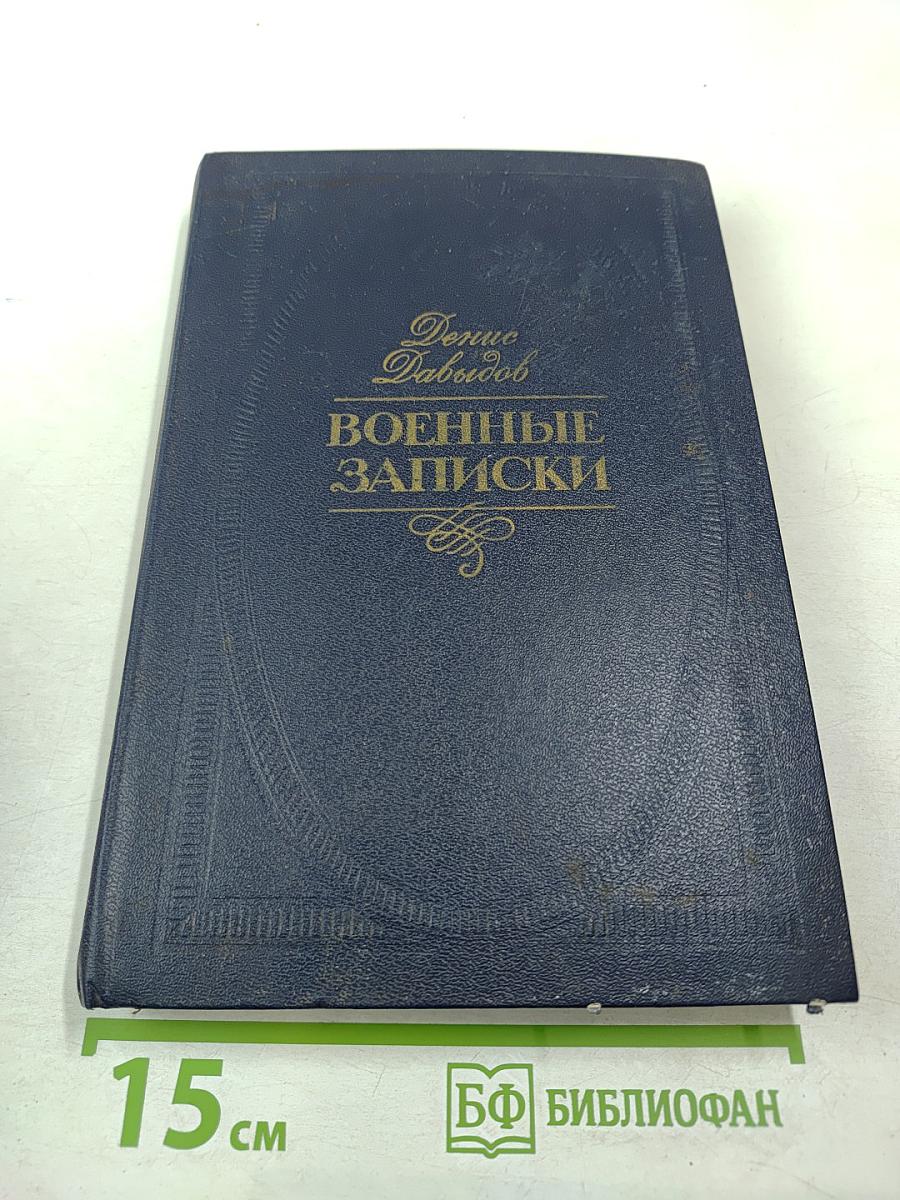 Денис
Давыдов
ВОЕННЫЕ
ЗАПИСКИ
15 см
БФ БИБЛИОФАН